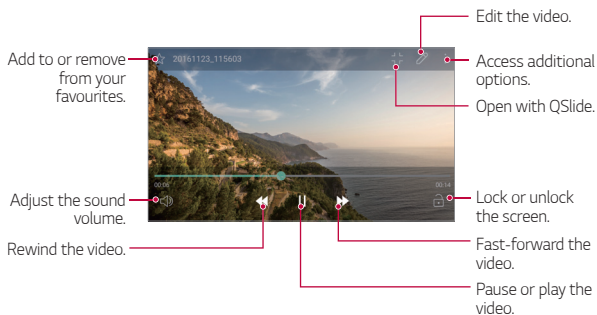 Edit the video.
Add to or remove
from your
favourites.
20161123_115603
Access additional
options.
Open with QSlide.
00:06
00:14
Adjust the sound
volume.
Lock or unlock
the screen.
Rewind the video.
Fast-forward the
video.
Pause or play the
video.